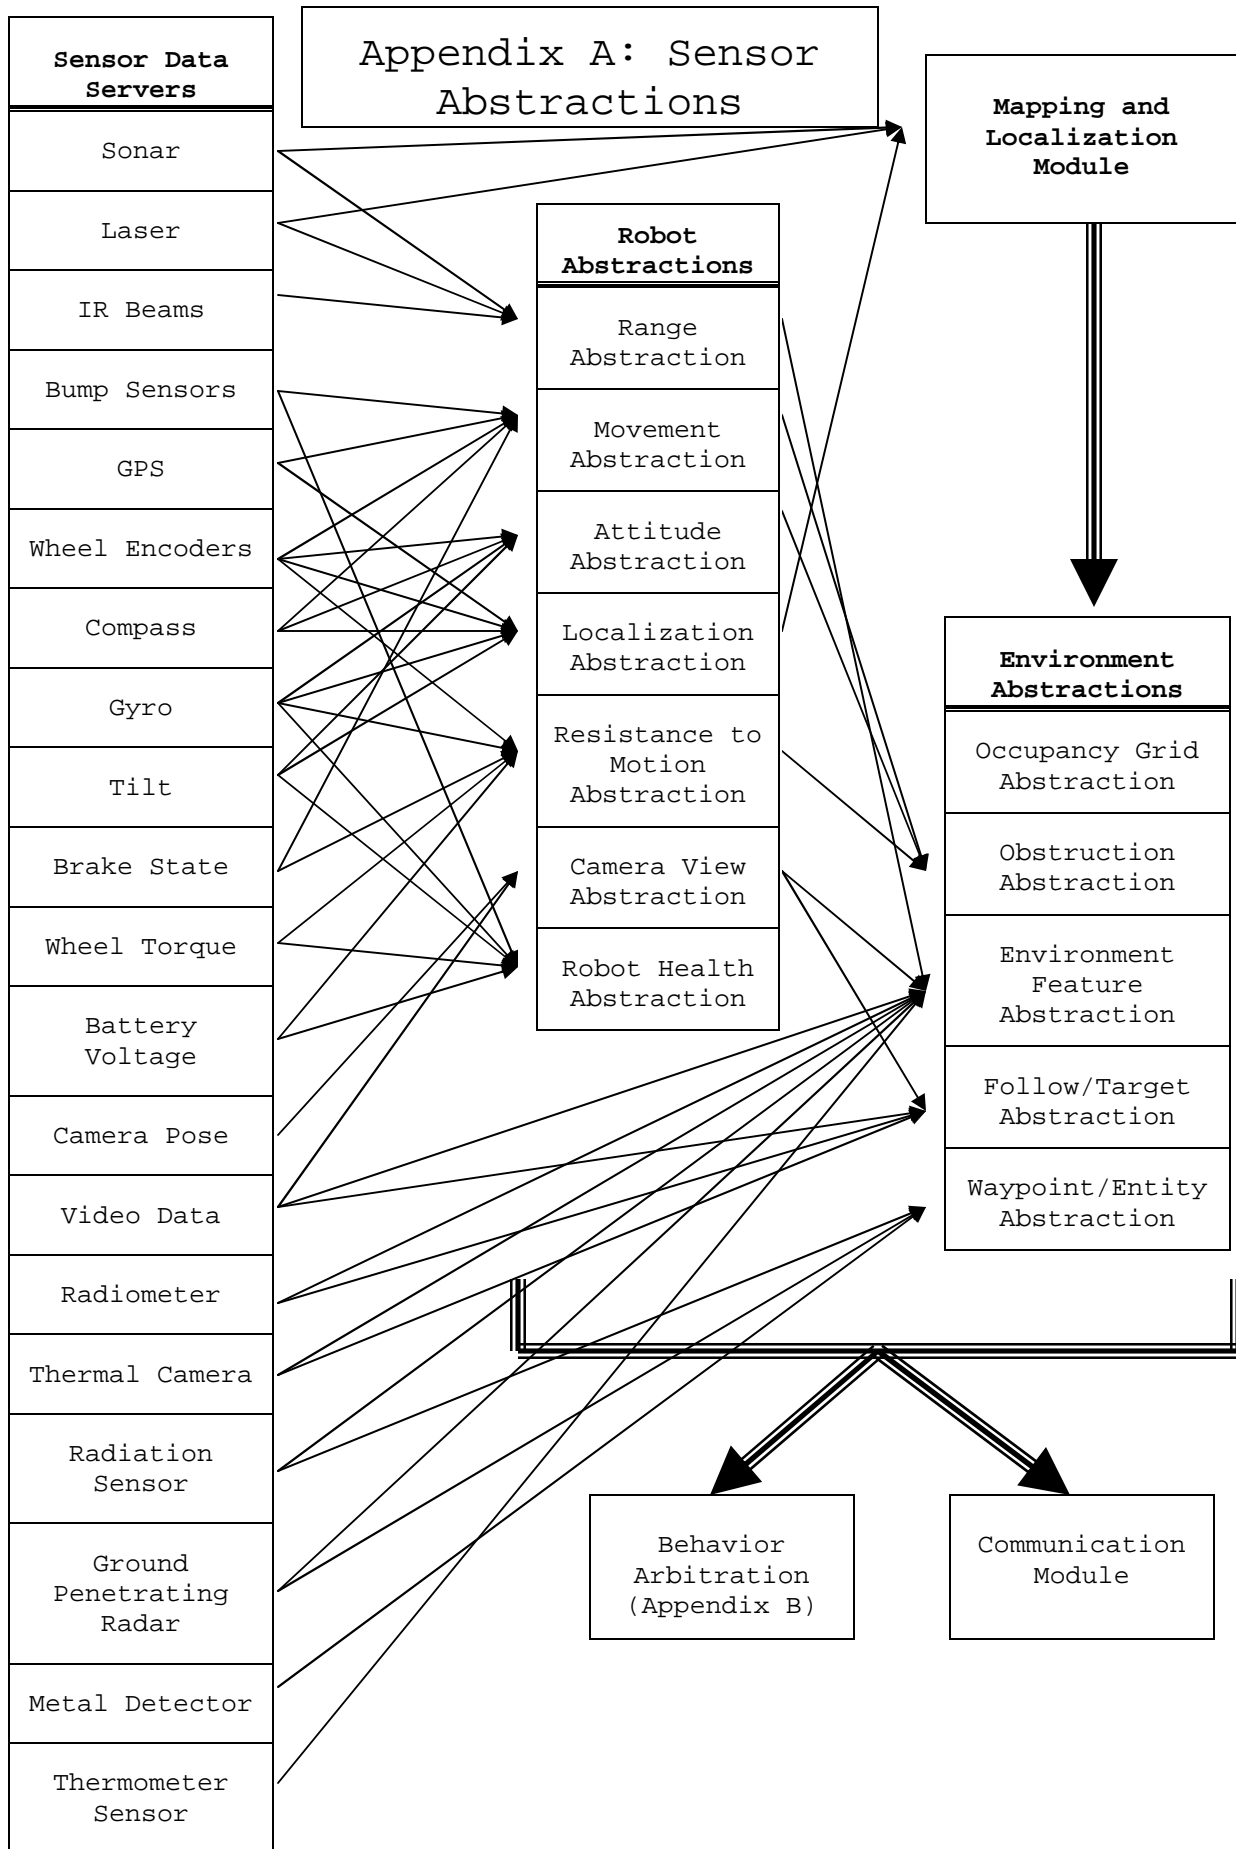 Appendix A: Sensor
Abstractions
Sensor Data
Servers
Sonar
Laser
IR Beams
Bump Sensors
GPS
Wheel Encoders
Compass
Gyro
Tilt
Brake State
Wheel Torque
Battery
Voltage
Camera Pose
Video Data
Radiometer
Thermal Camera
Radiation
Sensor
Ground
Penetrating
Radar
Metal Detector
Thermometer
Sensor
Robot
Abstractions
Range
Abstraction
Movement
Abstraction
Attitude
Abstraction
Localization
Abstraction
Resistance to
Motion
Abstraction
Camera View
Abstraction
Robot Health
Abstraction
Mapping and
Localization
Module
Environment
Abstractions
Occupancy Grid
Abstraction
Obstruction
Abstraction
Environment
Feature
Abstraction
Follow/Target
Abstraction
Waypoint/Entity
Abstraction
Behavior
Arbitration
(Appendix B)
Communication
Module